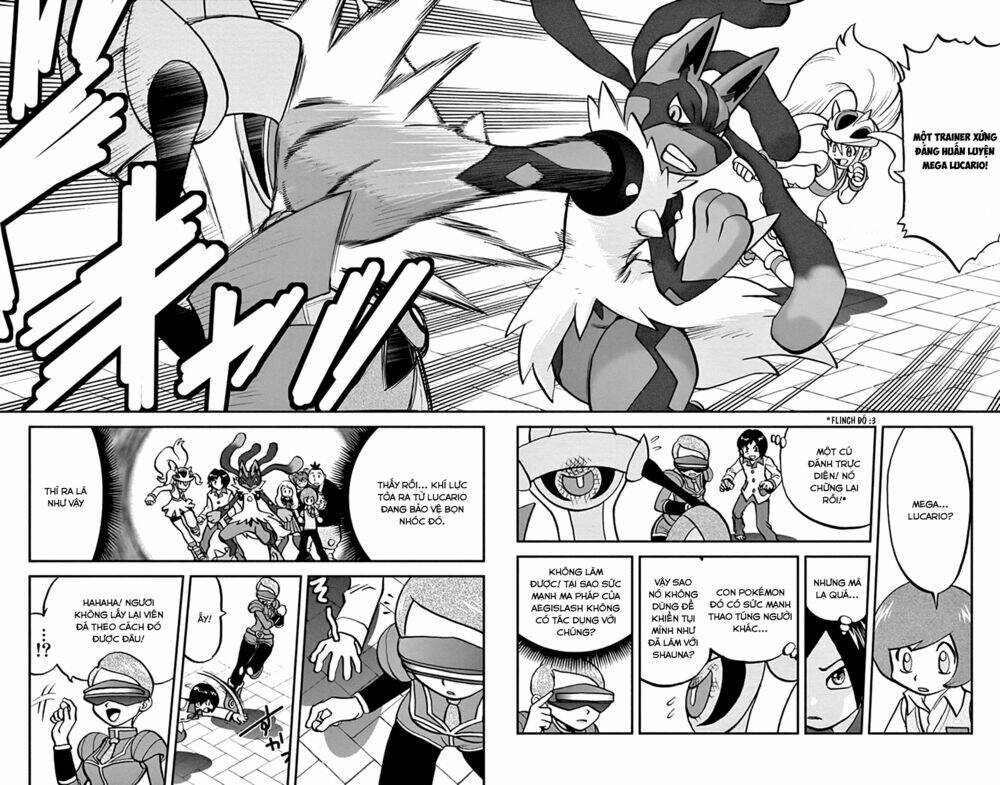 MỘT TRAINER XỨNG
ĐÁNG HUẤN LUYỆN
MEGA LUCARIO!
*FLINCH ĐÓ :3
MEGA...
LUCARIO?
MỘT CÚ
ĐÁNH TRỰC
DIỆN! NÓ
CHỮNG LẠI
RỒI!*
NHƯNG MÀ
LẠ QUÁ...
CON POKÉMON
ĐÓ CÓ SỨC MẠNH
THAO TÚNG NGƯỜI
KHÁC...
VẬY SAO
NÓ KHÔNG
DÙNG ĐỂ
KHIỂN TỤI
MÌNH NHƯ
ĐÃ LÀM VỚI
SHAUNA?
KHÔNG LÀM
ĐƯỢC! TẠI SAO SỨC
MẠNH MA PHÁP CỦA
AEGISLASH KHÔNG
CÓ TÁC DỤNG VỚI
CHÚNG?
THẤY RỒI... KHÍ LỰC
TỎA RA TỪ LUCARIO
ĐANG BẢO VỆ BỌN
NHÓC ĐÓ.
THÌ RA LÀ
NHƯ VẬY
ẤY!
HAHAHA! NGƯƠI
KHÔNG LẤY LẠI VIÊN
ĐÁ THEO CÁCH ĐÓ
ĐƯỢC ĐÂU!
...!?